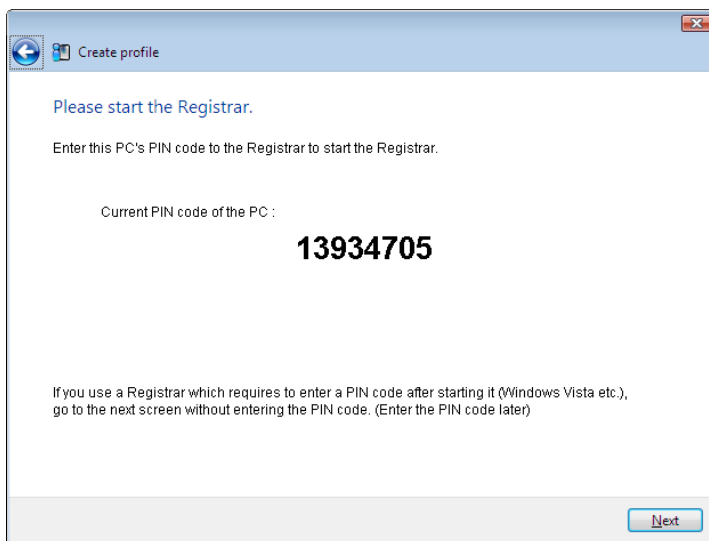 Create profile
Please start the Registrar.
Enter this PC's PIN code to the Registrar to start the Registrar.
Current PIN code of the PC :
13934705
If you use a Registrar which requires to enter a PIN code after starting it (Windows Vista etc.),
go to the next screen without entering the PIN code. (Enter the PIN code later)
Next